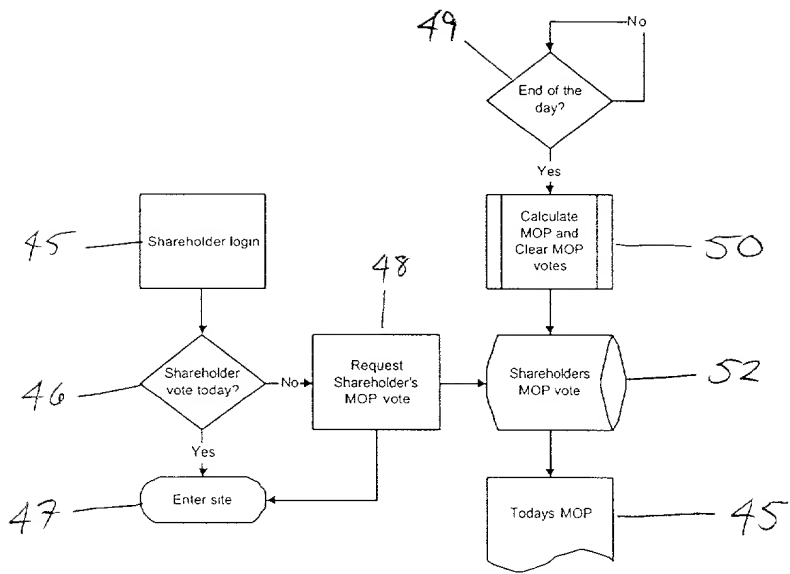 49
No
End of the
day?
Yes
45
Shareholder login
48
Calculate
MOP and
Clear MOP
votes
50
46
Shareholder
vote today?
No
Request
Shareholder's
MOP vote
Shareholders
MOP vote
52
Yes
47
Enter site
Todays MOP
45